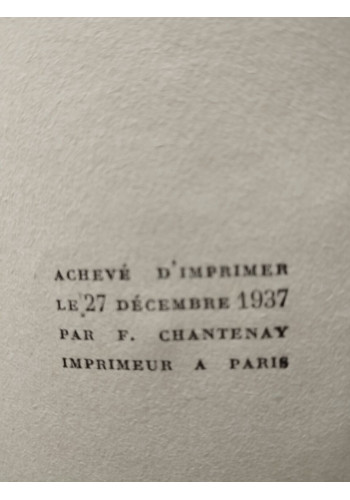 ACHEVÉ D'IMPRIMER
LE 27 DÉCEMBRE 1937
PAR F. CHANTENAY
IMPRIMEUR A PARIS